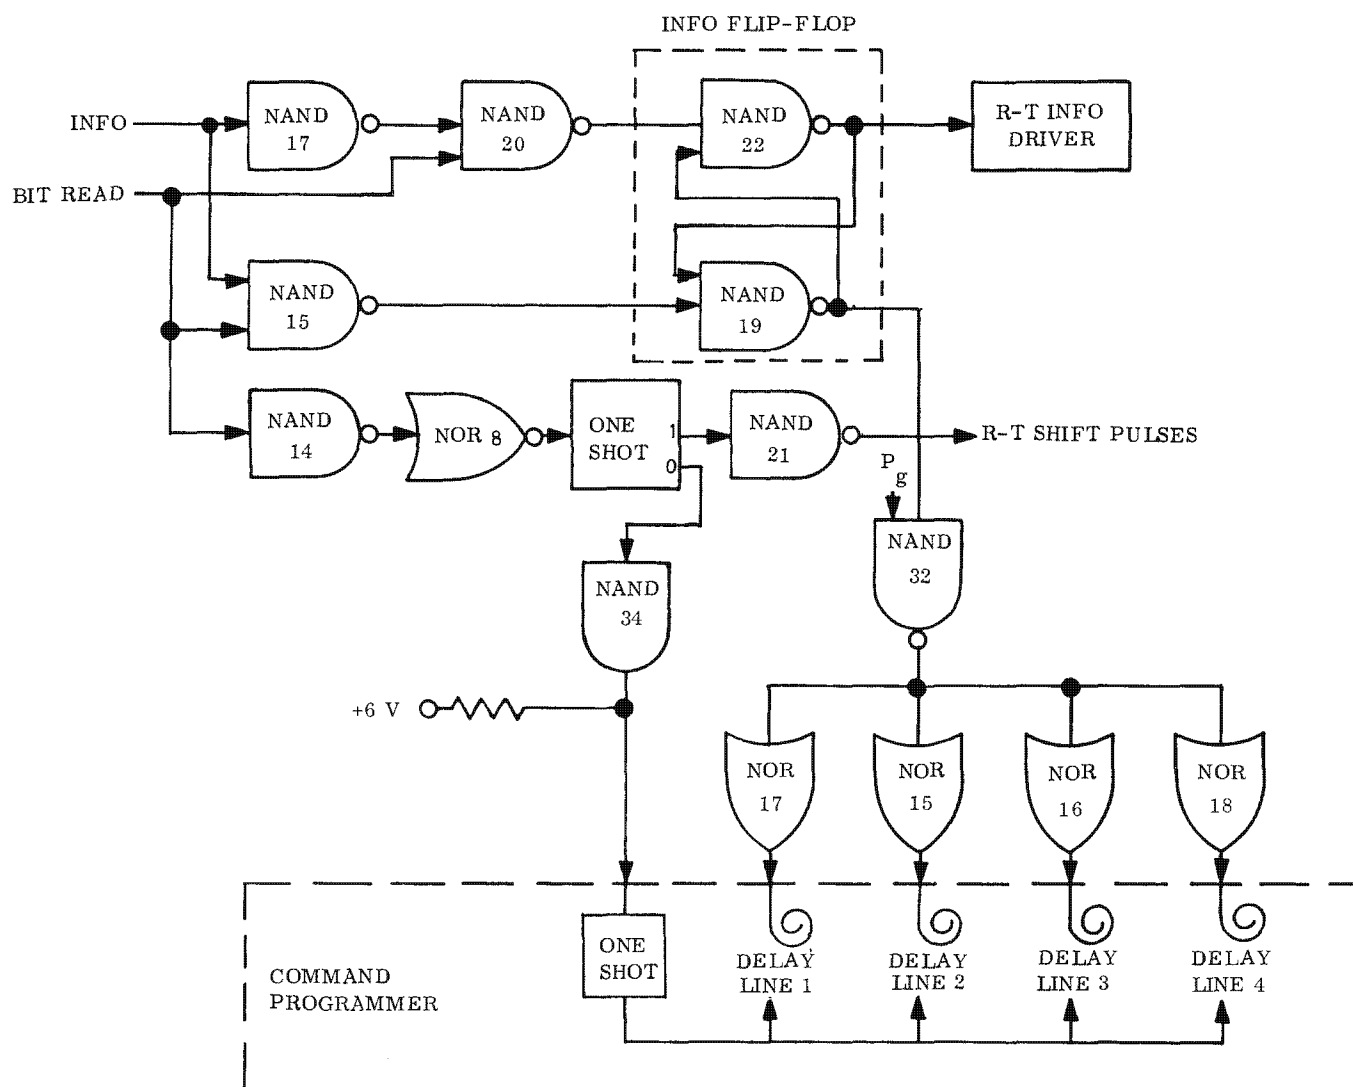 INFO FLIP-FLOP
INFO
NAND
17
NAND
20
NAND
22
R-T INFO
DRIVER
BIT READ
NAND
15
NAND
19
NAND
14
NOR 8
ONE
SHOT
1
0
NAND
21
R-T SHIFT PULSES
Pg
NAND
32
NAND
34
+6 V
NOR
17
NOR
15
NOR
16
NOR
18
COMMAND
PROGRAMMER
ONE
SHOT
DELAY
LINE 1
DELAY
LINE 2
DELAY
LINE 3
DELAY
LINE 4